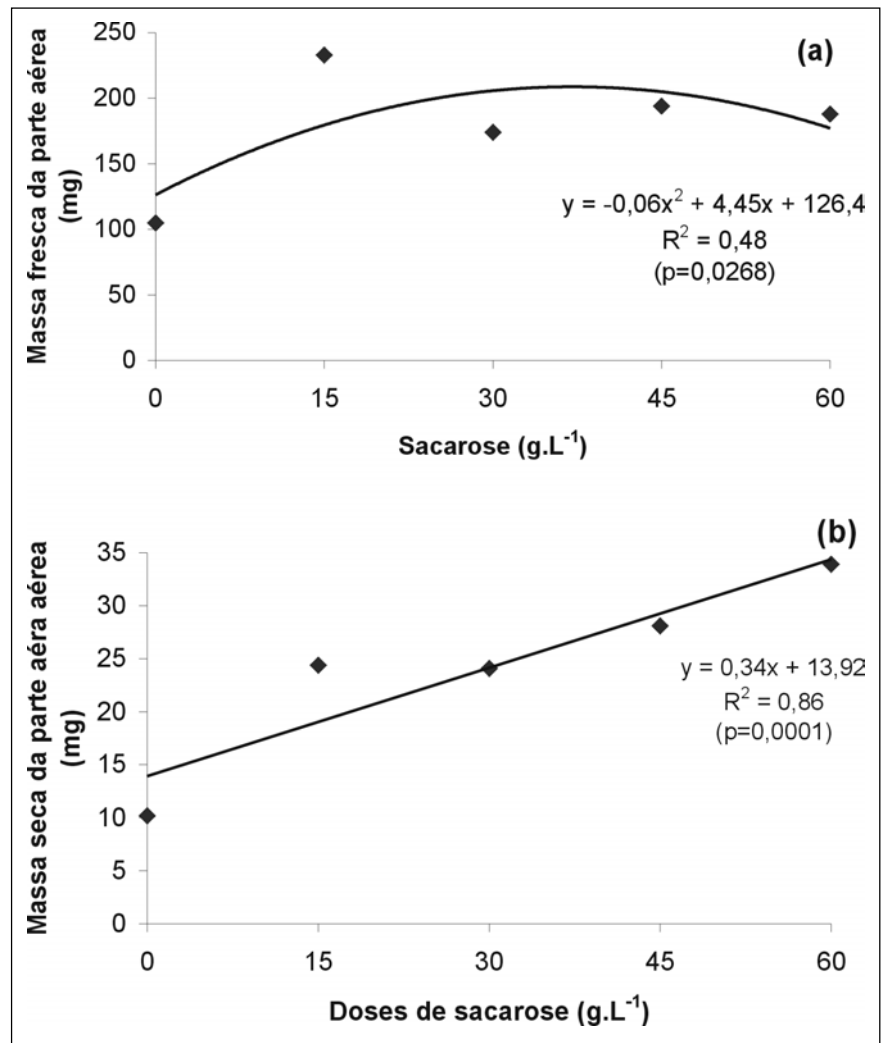 (a)
Massa fresca da parte aérea
(mg)
250
200
150
100
50
0
y = -0,06x² + 4,45x + 126,4
R² = 0,48
(p=0,0268)
0 15 30 45 60
Sacarose (g.L⁻¹)
(b)
Massa seca da parte aéra aérea
(mg)
35
30
25
20
15
10
5
0
y = 0,34x + 13,92
R² = 0,86
(p=0,0001)
0 15 30 45 60
Doses de sacarose (g.L⁻¹)